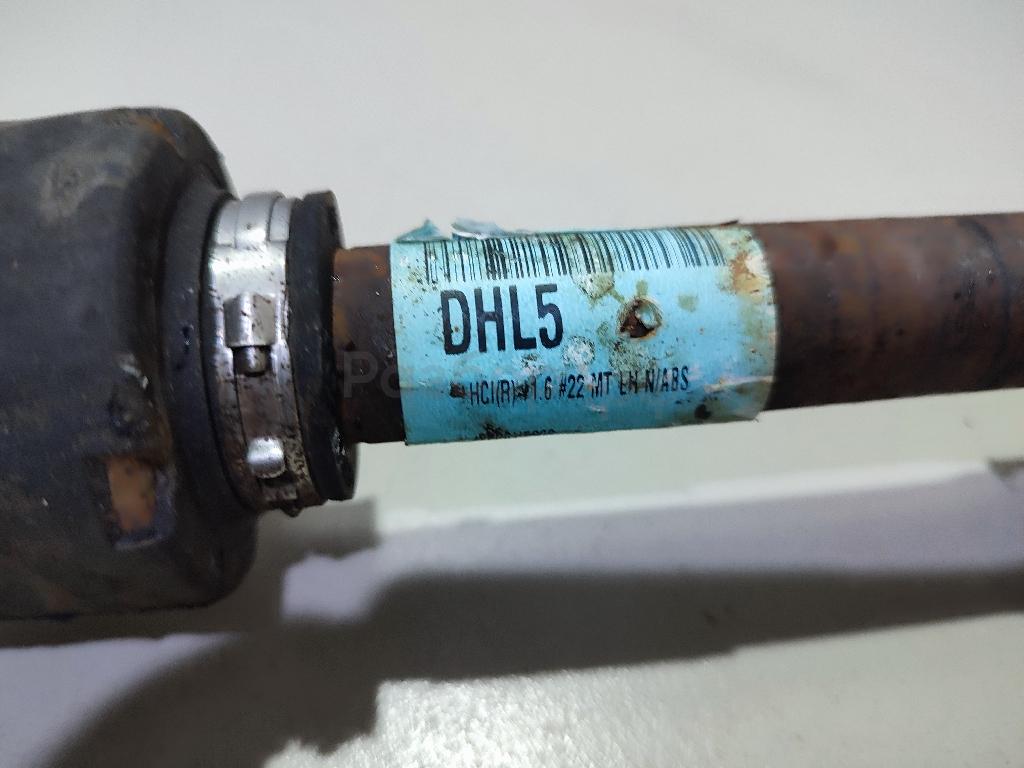 DHL5
HCI(R) #1.6 #22 MT LH N/ABS